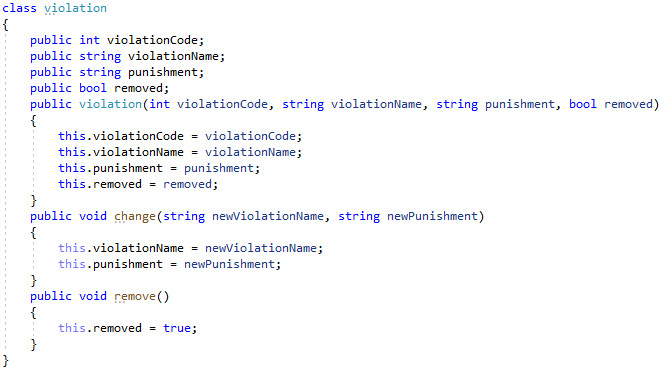 class violation
{
    public int violationCode;
    public string violationName;
    public string punishment;
    public bool removed;
    public violation(int violationCode, string violationName, string punishment, bool removed)
    {
        this.violationCode = violationCode;
        this.violationName = violationName;
        this.punishment = punishment;
        this.removed = removed;
    }
    public void change(string newViolationName, string newPunishment)
    {
        this.violationName = newViolationName;
        this.punishment = newPunishment;
    }
    public void remove()
    {
        this.removed = true;
    }
}